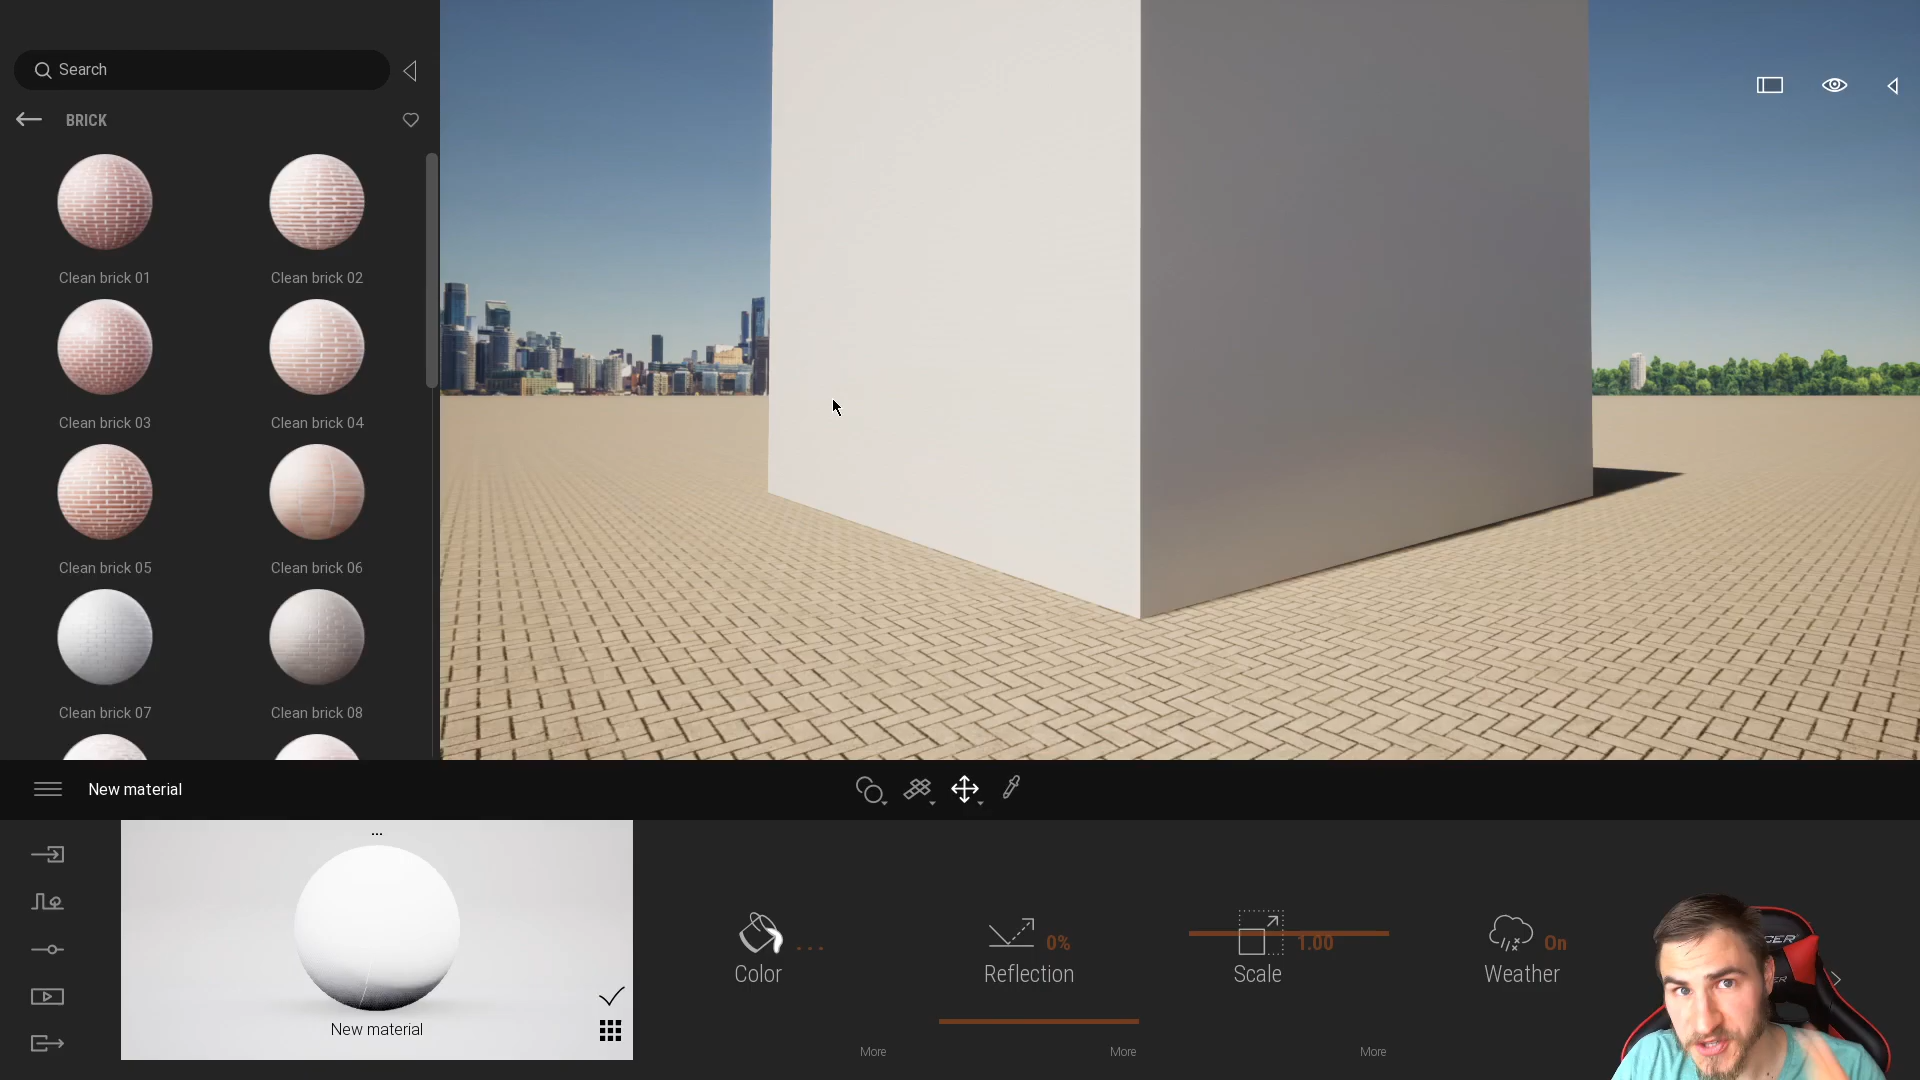 Search
BRICK
Clean brick 01
Clean brick 02
Clean brick 03
Clean brick 04
Clean brick 05
Clean brick 06
Clean brick 07
Clean brick 08
New material
...
New material
Color
...
Reflection
0%
Scale
1.00
Weather
On
More
More
More